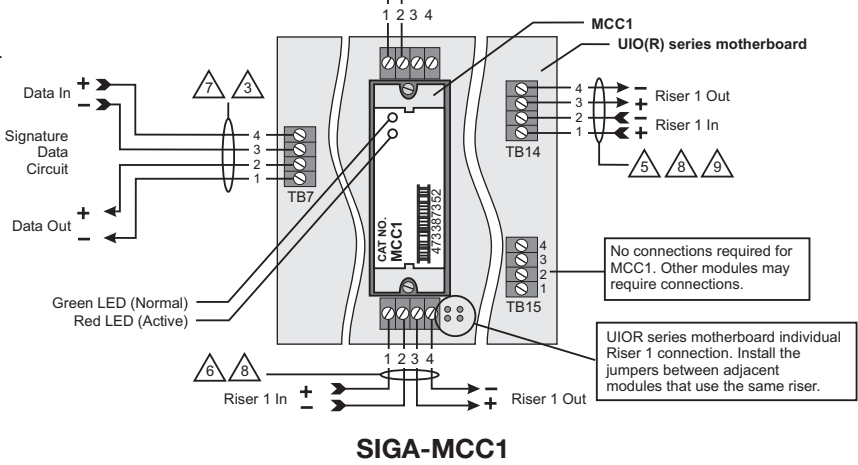 1 2 3 4
MCC1
UIO(R) series motherboard
Data In + −
7 3
Signature
Data
Circuit
4
3
2
1
TB7
Data Out + −
4 − Riser 1 Out
3 +
2 − Riser 1 In
1 +
TB14
5 8 9
CAT NO.
MCC1
473387352
4
3
2
1
TB15
No connections required for
MCC1. Other modules may
require connections.
Green LED (Normal)
Red LED (Active)
UIOR series motherboard individual
Riser 1 connection. Install the
jumpers between adjacent
modules that use the same riser.
1 2 3 4
6 8
Riser 1 In + −
− + Riser 1 Out
SIGA-MCC1